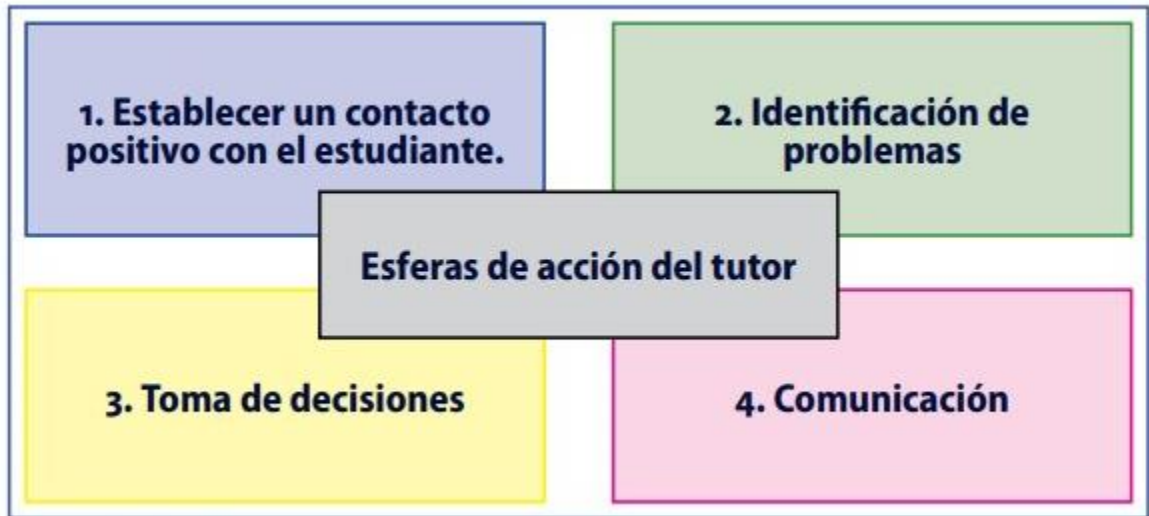 1. Establecer un contacto
positivo con el estudiante.
2. Identificación de
problemas
Esferas de acción del tutor
3. Toma de decisiones
4. Comunicación